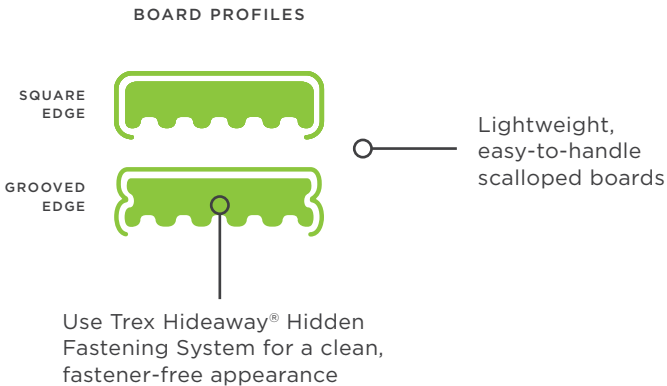 BOARD PROFILES
SQUARE
EDGE
Lightweight,
easy-to-handle
scalloped boards
GROOVED
EDGE
Use Trex Hideaway® Hidden
Fastening System for a clean,
fastener-free appearance